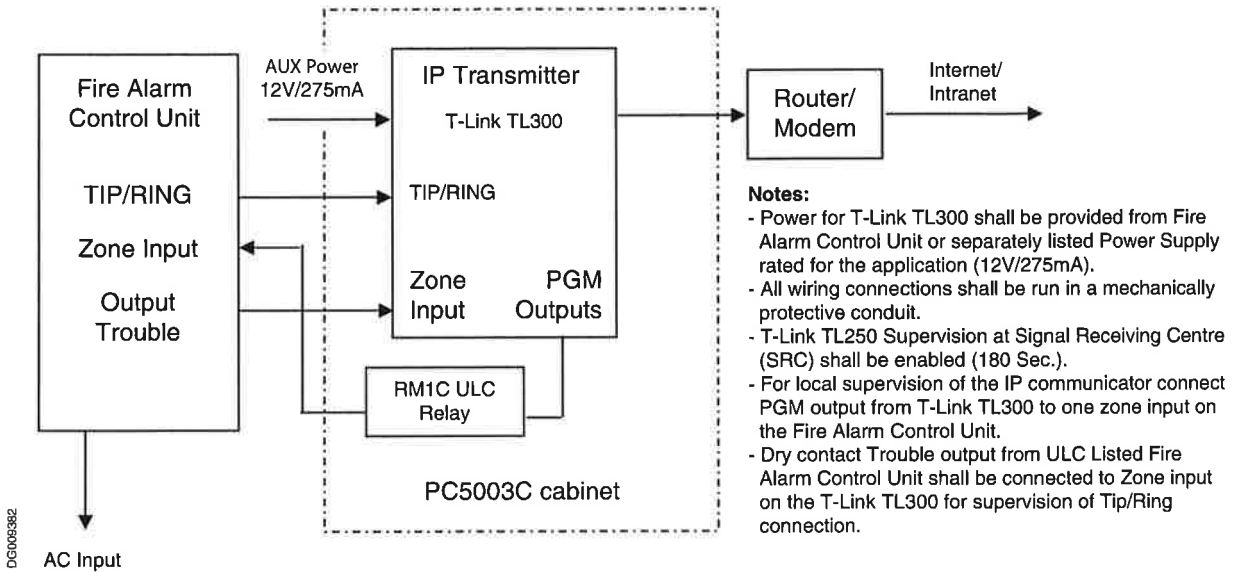 Fire Alarm
Control Unit
TIP/RING
Zone Input
Output
Trouble
AC Input
DG009382
AUX Power
12V/275mA
IP Transmitter
T-Link TL300
TIP/RING
Zone
Input
PGM
Outputs
RM1C ULC
Relay
PC5003C cabinet
Router/
Modem
Internet/
Intranet
Notes:
- Power for T-Link TL300 shall be provided from Fire
Alarm Control Unit or separately listed Power Supply
rated for the application (12V/275mA).
- All wiring connections shall be run in a mechanically
protective conduit.
- T-Link TL250 Supervision at Signal Receiving Centre
(SRC) shall be enabled (180 Sec.).
- For local supervision of the IP communicator connect
PGM output from T-Link TL300 to one zone input on
the Fire Alarm Control Unit.
- Dry contact Trouble output from ULC Listed Fire
Alarm Control Unit shall be connected to Zone input
on the T-Link TL300 for supervision of Tip/Ring
connection.